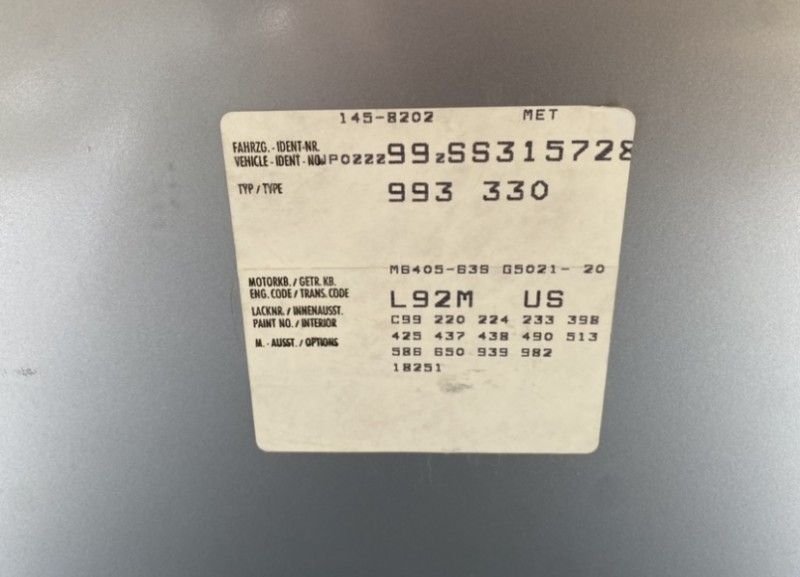 145-8202 MET
FAHRZG.-IDENT-NR.
VEHICLE-IDENT-NO WP0ZZZ99ZSS315728
TYP/TYPE 993 330
M6405-63S G5021- 20
MOTORKB./GETR.KB.
ENG.CODE/TRANS.CODE L92M US
LACKNR./INNENAUSST. C99 220 224 233 398
PAINT NO./INTERIOR 425 437 438 490 513
M.-AUSST./OPTIONS 586 650 939 982
18251